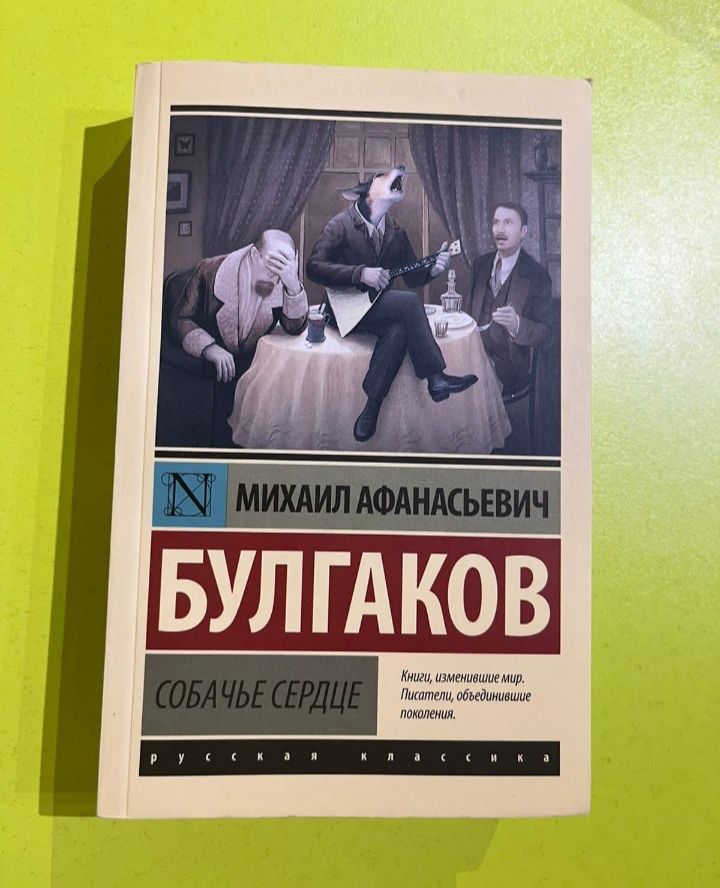 N
МИХАИЛ АФАНАСЬЕВИЧ
БУЛГАКОВ
СОБАЧЬЕ СЕРДЦЕ
Книги, изменившие мир.
Писатели, объединившие
поколения.
русская классика